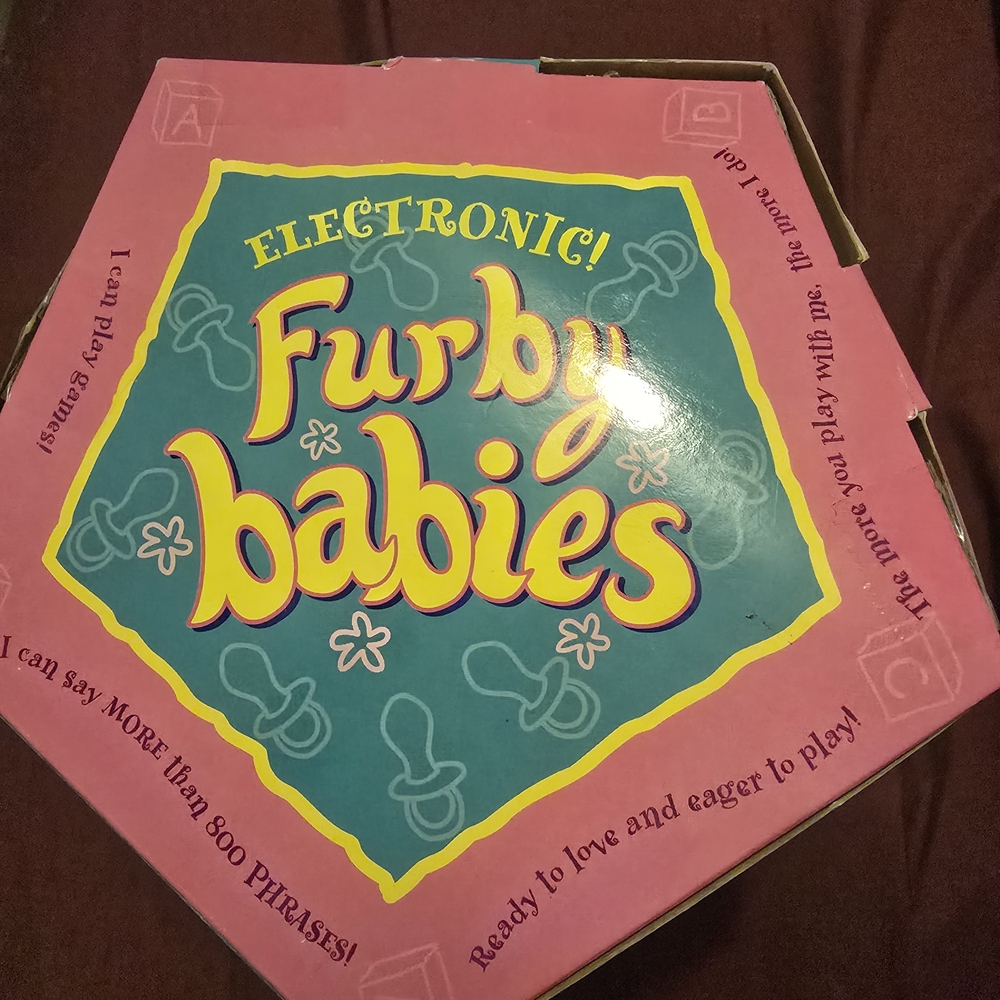 A
B
ELECTRONIC!
Furby
babies
I can play games!
The more you play with me, the more I do!
I can say MORE than 800 PHRASES!
Ready to love and eager to play!
C